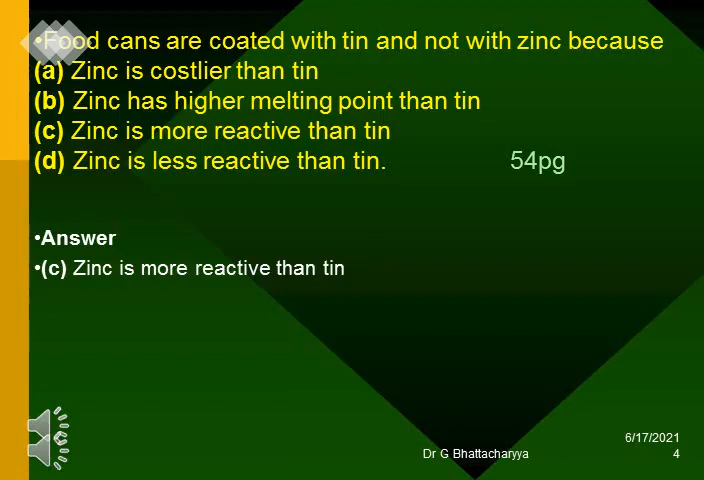 •Food cans are coated with tin and not with zinc because
(a) Zinc is costlier than tin
(b) Zinc has higher melting point than tin
(c) Zinc is more reactive than tin
(d) Zinc is less reactive than tin. 54pg
•Answer
•(c) Zinc is more reactive than tin
6/17/2021
Dr G Bhattacharyya 4